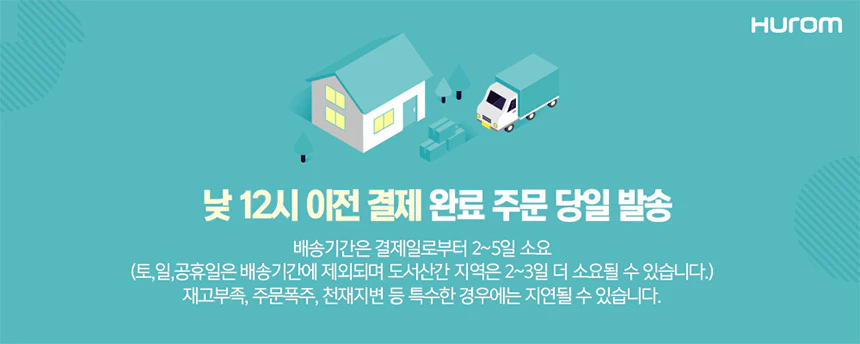 HUROM
낮 12시 이전 결제 완료 주문 당일 발송
배송기간은 결제일로부터 2~5일 소요
(토,일,공휴일은 배송기간에 제외되며 도서산간 지역은 2~3일 더 소요될 수 있습니다.)
재고부족, 주문폭주, 천재지변 등 특수한 경우에는 지연될 수 있습니다.